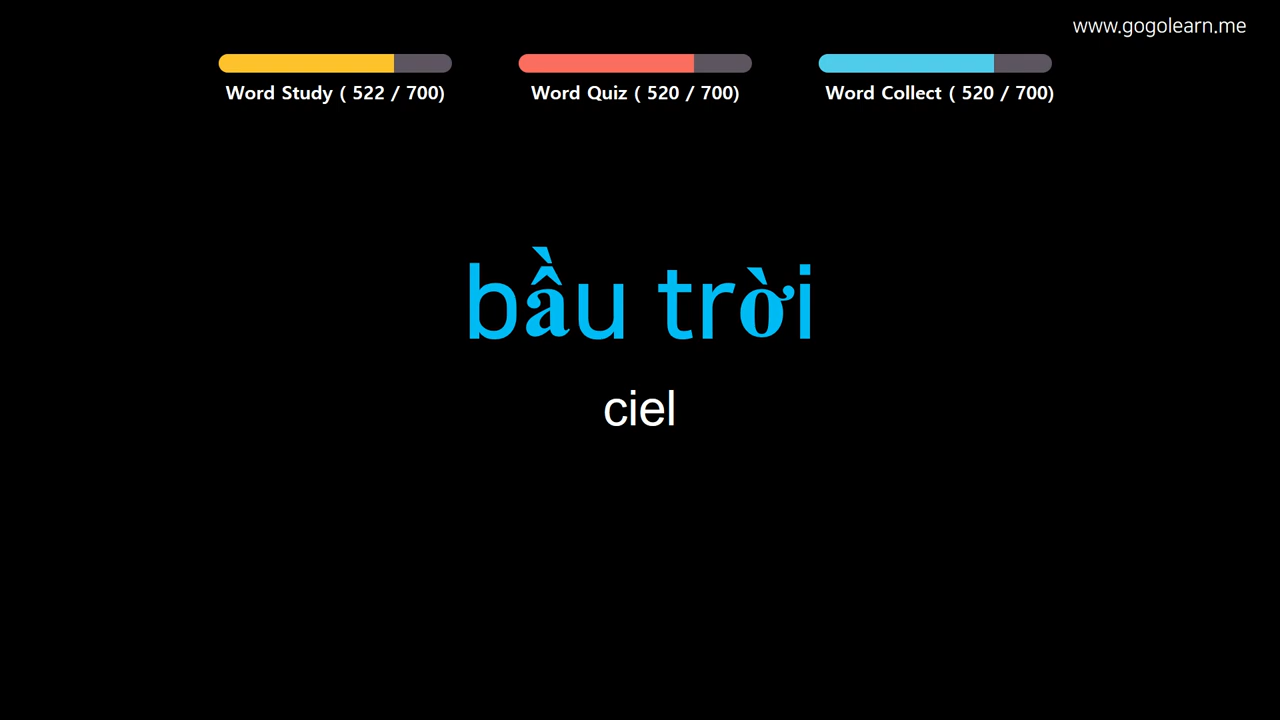 www.gogolearn.me
Word Study ( 522 / 700)
Word Quiz ( 520 / 700)
Word Collect ( 520 / 700)
bầu trời
ciel